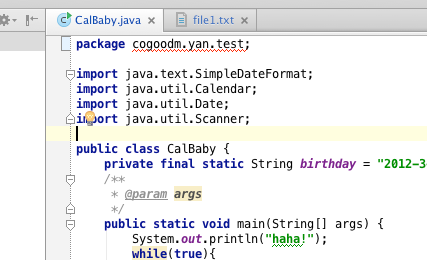 CalBaby.java
file1.txt
package cogoodm.yan.test;
import java.text.SimpleDateFormat;
import java.util.Calendar;
import java.util.Date;
import java.util.Scanner;
public class CalBaby {
private final static String birthday = "2012-3
/**
* @param args
*/
public static void main(String[] args) {
System.out.println("haha!");
while(true){